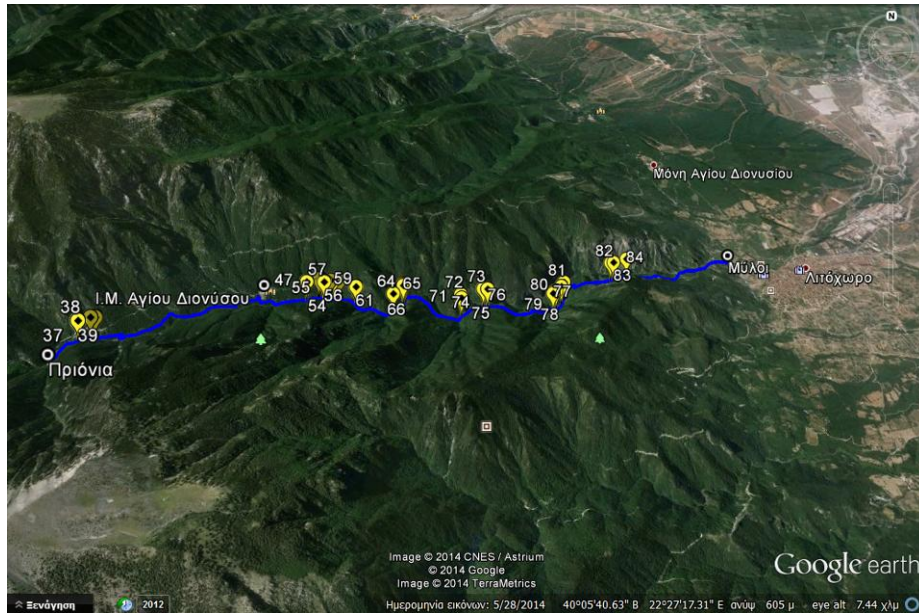 N
Μόνη Αγίου Διονυσίου
82
84
83
Μύλοι
Λιτόχωρο
81
80
77
79
78
57
59
47
55
56
54
61
64
65
66
72
73
71
74
76
75
Ι.Μ. Αγίου Διονύσου
38
37
39
Πριόνια
Image © 2014 CNES / Astrium
© 2014 Google
Image © 2014 TerraMetrics
Google earth
Ξενάγηση
2012
Ημερομηνία εικόνων: 5/28/2014 40°05'40.63" Β 22°27'17.31" Ε ανύψ 605 μ eye alt 7.44 χλμ